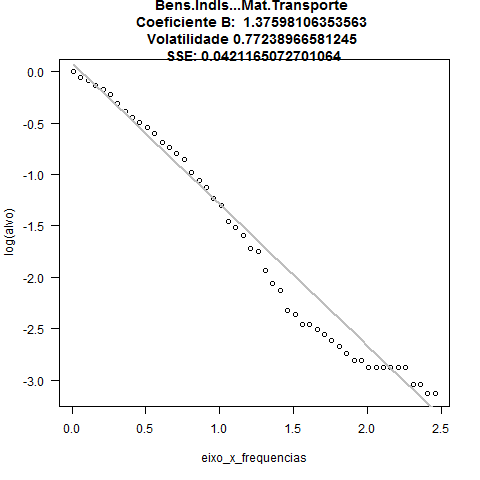 Bens.Indis...Mat.Transporte
Coeficiente B:  1.37598106353563
Volatilidade 0.77238966581245
SSE: 0.0421165072701064
0.0
-0.5
-1.0
-1.5
-2.0
-2.5
-3.0
log(alvo)
0.0 0.5 1.0 1.5 2.0 2.5
eixo_x_frequencias